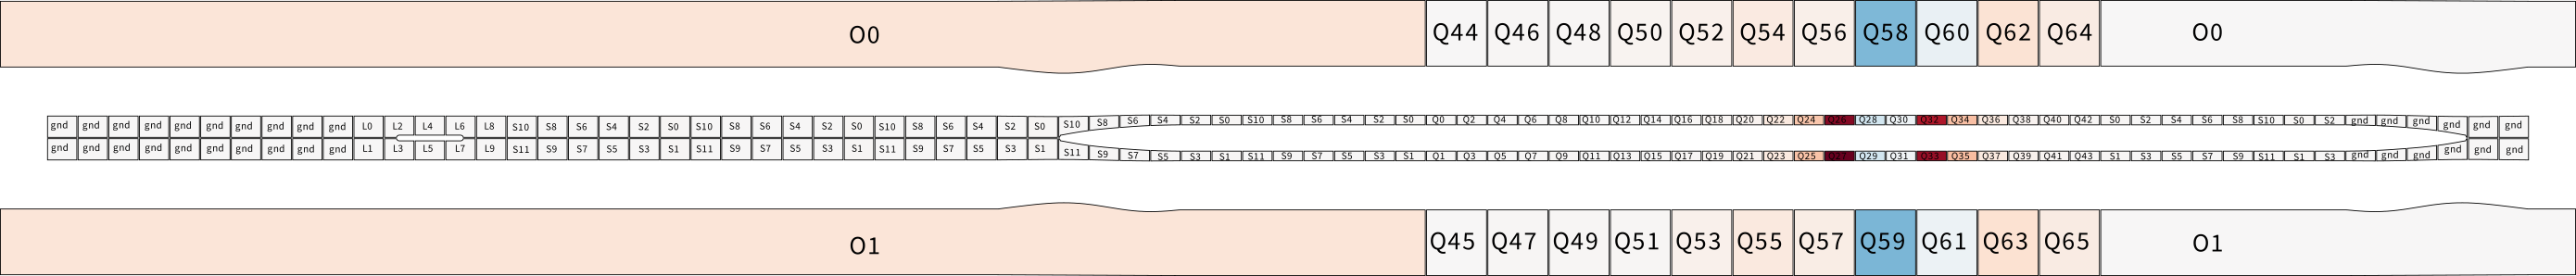 O0 Q44 Q46 Q48 Q50 Q52 Q54 Q56 Q58 Q60 Q62 Q64 O0
gnd gnd gnd gnd gnd gnd gnd gnd gnd gnd L0 L2 L4 L6 L8 S10 S8 S6 S4 S2 S0 S10 S8 S6 S4 S2 S0 S10 S8 S6 S4 S2 S0 S10 S8 S6 S4 S2 S0 S10 S8 S6 S4 S2 S0 Q0 Q2 Q4 Q6 Q8 Q10 Q12 Q14 Q16 Q18 Q20 Q22 Q24 Q26 Q28 Q30 Q32 Q34 Q36 Q38 Q40 Q42 S0 S2 S4 S6 S8 S10 S0 S2 gnd gnd gnd gnd gnd gnd
gnd gnd gnd gnd gnd gnd gnd gnd gnd gnd L1 L3 L5 L7 L9 S11 S9 S7 S5 S3 S1 S11 S9 S7 S5 S3 S1 S11 S9 S7 S5 S3 S1 S11 S9 S7 S5 S3 S1 S11 S9 S7 S5 S3 S1 Q1 Q3 Q5 Q7 Q9 Q11 Q13 Q15 Q17 Q19 Q21 Q23 Q25 Q27 Q29 Q31 Q33 Q35 Q37 Q39 Q41 Q43 S1 S3 S5 S7 S9 S11 S1 S3 gnd gnd gnd gnd gnd gnd
O1 Q45 Q47 Q49 Q51 Q53 Q55 Q57 Q59 Q61 Q63 Q65 O1